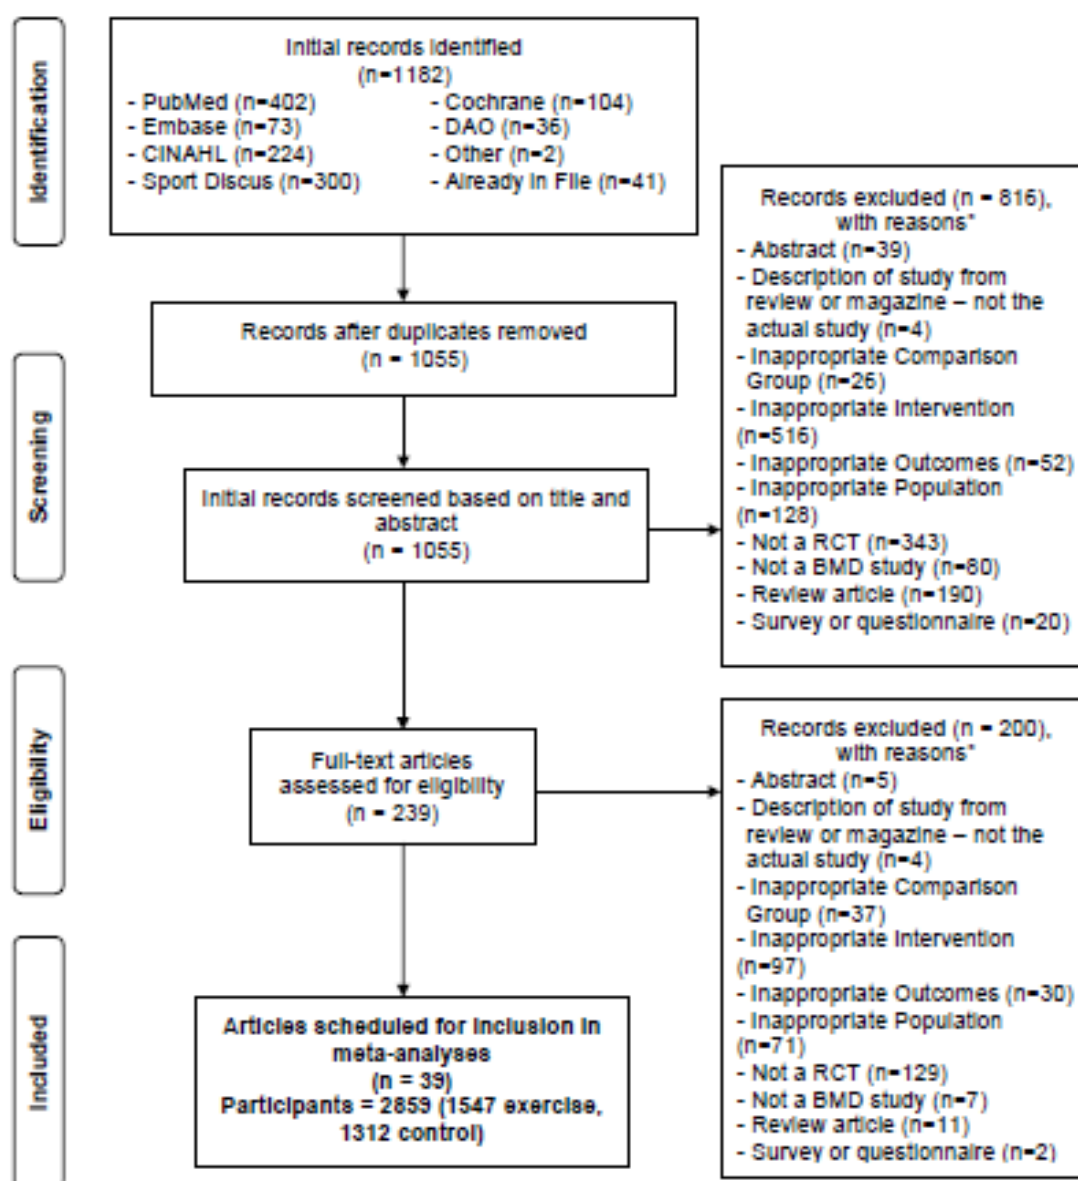 Identification
Initial records identified
(n=1182)
- PubMed (n=402)
- Embase (n=73)
- CINAHL (n=224)
- Sport Discus (n=300)
- Cochrane (n=104)
- DAO (n=36)
- Other (n=2)
- Already in File (n=41)
Records excluded (n = 816),
with reasons*
- Abstract (n=39)
- Description of study from
review or magazine – not the
actual study (n=4)
- Inappropriate Comparison
Group (n=26)
- Inappropriate Intervention
(n=516)
- Inappropriate Outcomes (n=52)
- Inappropriate Population
(n=128)
- Not a RCT (n=343)
- Not a BMD study (n=80)
- Review article (n=190)
- Survey or questionnaire (n=20)
Screening
Records after duplicates removed
(n = 1055)
Initial records screened based on title and
abstract
(n = 1055)
Eligibility
Full-text articles
assessed for eligibility
(n = 239)
Records excluded (n = 200),
with reasons*
- Abstract (n=5)
- Description of study from
review or magazine – not the
actual study (n=4)
- Inappropriate Comparison
Group (n=37)
- Inappropriate Intervention
(n=97)
- Inappropriate Outcomes (n=30)
- Inappropriate Population
(n=71)
- Not a RCT (n=129)
- Not a BMD study (n=7)
- Review article (n=11)
- Survey or questionnaire (n=2)
Included
Articles scheduled for inclusion in
meta-analyses
(n = 39)
Participants = 2859 (1547 exercise,
1312 control)